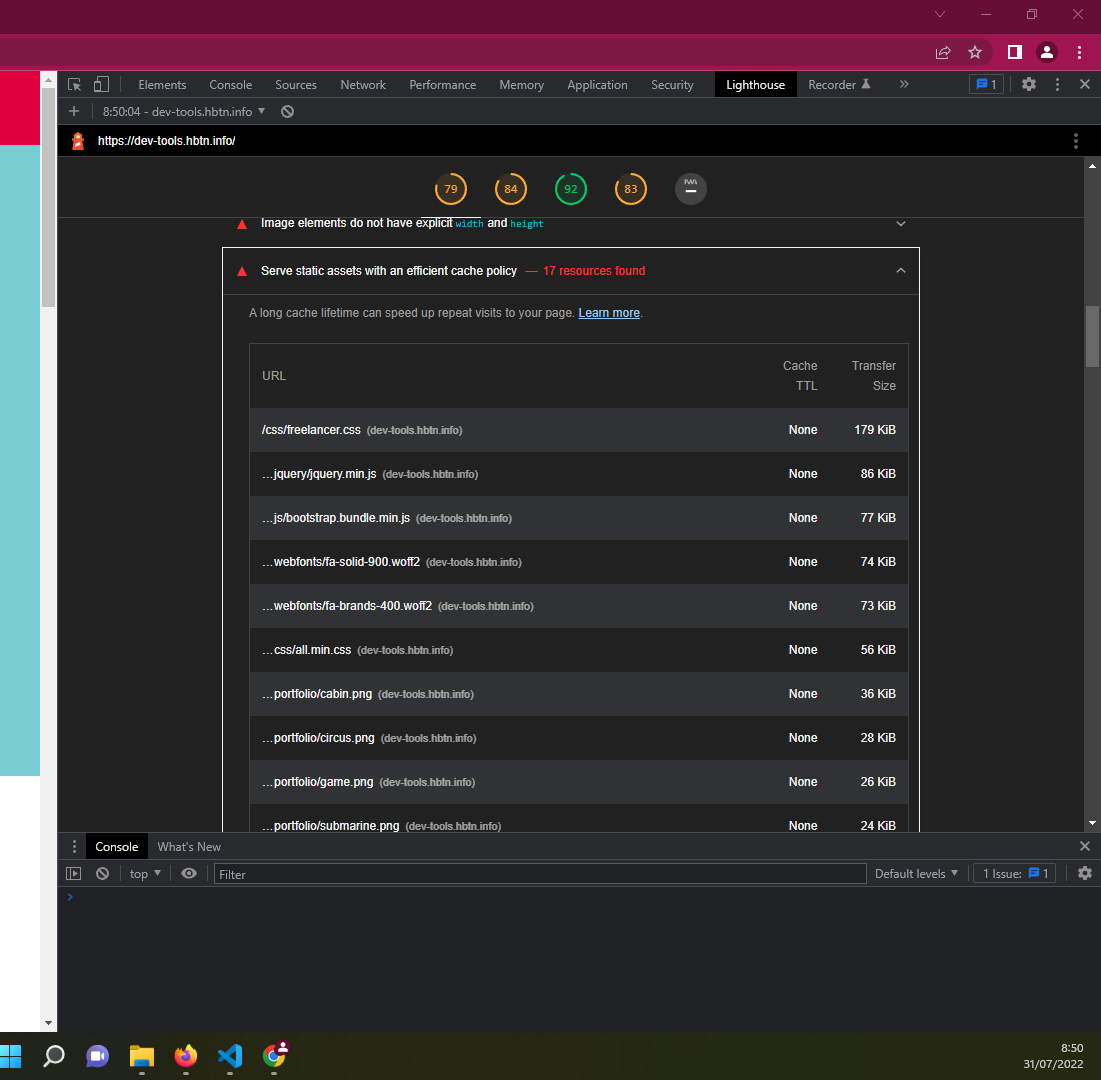 Elements Console Sources Network Performance Memory Application Security Lighthouse Recorder » 1
+ 8:50:04 - dev-tools.hbtn.info ▼
https://dev-tools.hbtn.info/
79 84 92 83 PWA
Image elements do not have explicit width and height
Serve static assets with an efficient cache policy — 17 resources found
A long cache lifetime can speed up repeat visits to your page. Learn more.
URL Cache TTL Transfer Size
/css/freelancer.css (dev-tools.hbtn.info) None 179 KiB
…jquery/jquery.min.js (dev-tools.hbtn.info) None 86 KiB
…js/bootstrap.bundle.min.js (dev-tools.hbtn.info) None 77 KiB
…webfonts/fa-solid-900.woff2 (dev-tools.hbtn.info) None 74 KiB
…webfonts/fa-brands-400.woff2 (dev-tools.hbtn.info) None 73 KiB
…css/all.min.css (dev-tools.hbtn.info) None 56 KiB
…portfolio/cabin.png (dev-tools.hbtn.info) None 36 KiB
…portfolio/circus.png (dev-tools.hbtn.info) None 28 KiB
…portfolio/game.png (dev-tools.hbtn.info) None 26 KiB
…portfolio/submarine.png (dev-tools.hbtn.info) None 24 KiB
Console What's New
top ▼ Filter Default levels ▼ 1 Issue: 1
8:50
31/07/2022